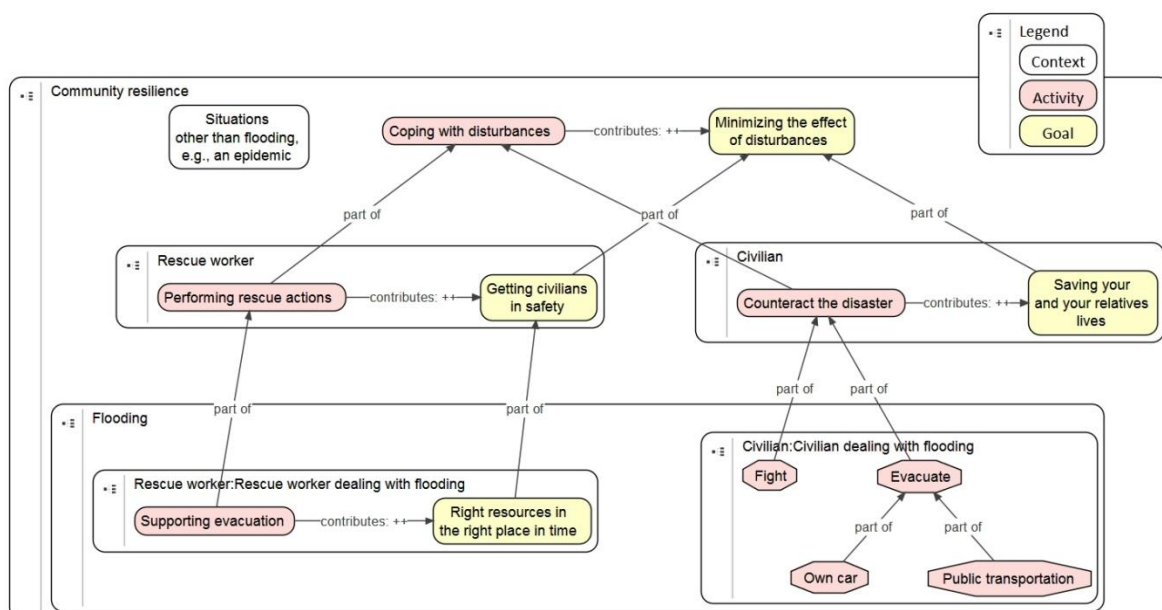 Legend
Context
Activity
Goal
Community resilience
Situations
other than flooding,
e.g., an epidemic
Coping with disturbances
contributes: ++
Minimizing the effect
of disturbances
part of
part of
part of
Rescue worker
Performing rescue actions
contributes: ++
Getting civilians
in safety
Civilian
Counteract the disaster
contributes: ++
Saving your
and your relatives
lives
part of
part of
part of
part of
Flooding
Rescue worker:Rescue worker dealing with flooding
Supporting evacuation
contributes: ++
Right resources in
the right place in time
Civilian:Civilian dealing with flooding
Fight
Evacuate
part of
part of
Own car
Public transportation